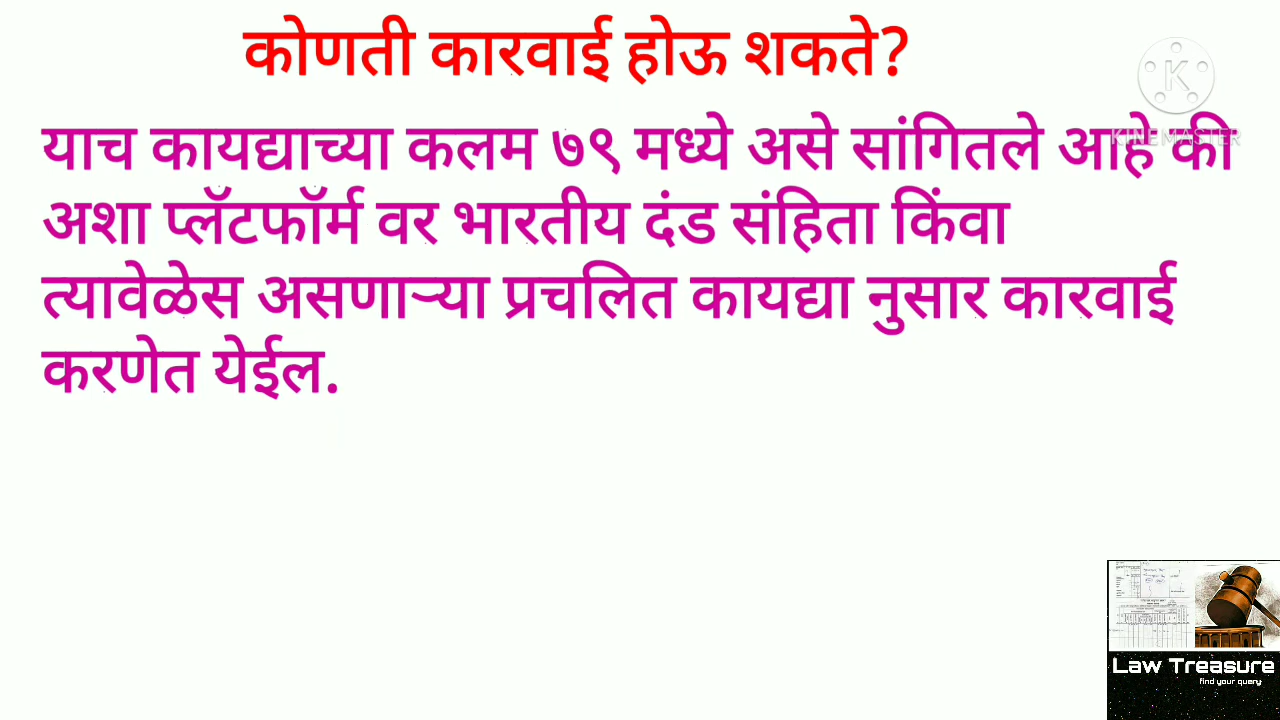 कोणती कारवाई होऊ शकते?
याच कायद्याच्या कलम ७९ मध्ये असे सांगितले आहे की
अशा प्लॅटफॉर्म वर भारतीय दंड संहिता किंवा
त्यावेळेस असणाऱ्या प्रचलित कायद्या नुसार कारवाई
करणेत येईल.
K
KINEMASTER
Law Treasure
find your query